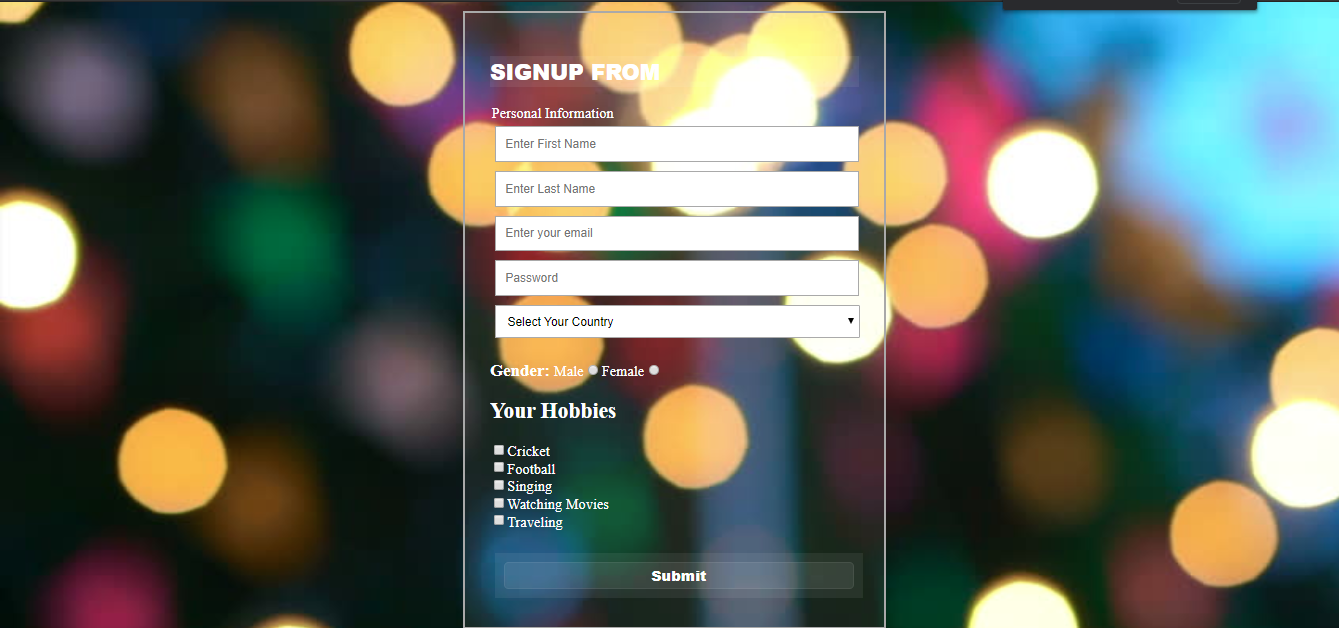 SIGNUP FROM
Personal Information
Enter First Name
Enter Last Name
Enter your email
Password
Select Your Country
Gender: Male Female
Your Hobbies
Cricket
Football
Singing
Watching Movies
Traveling
Submit